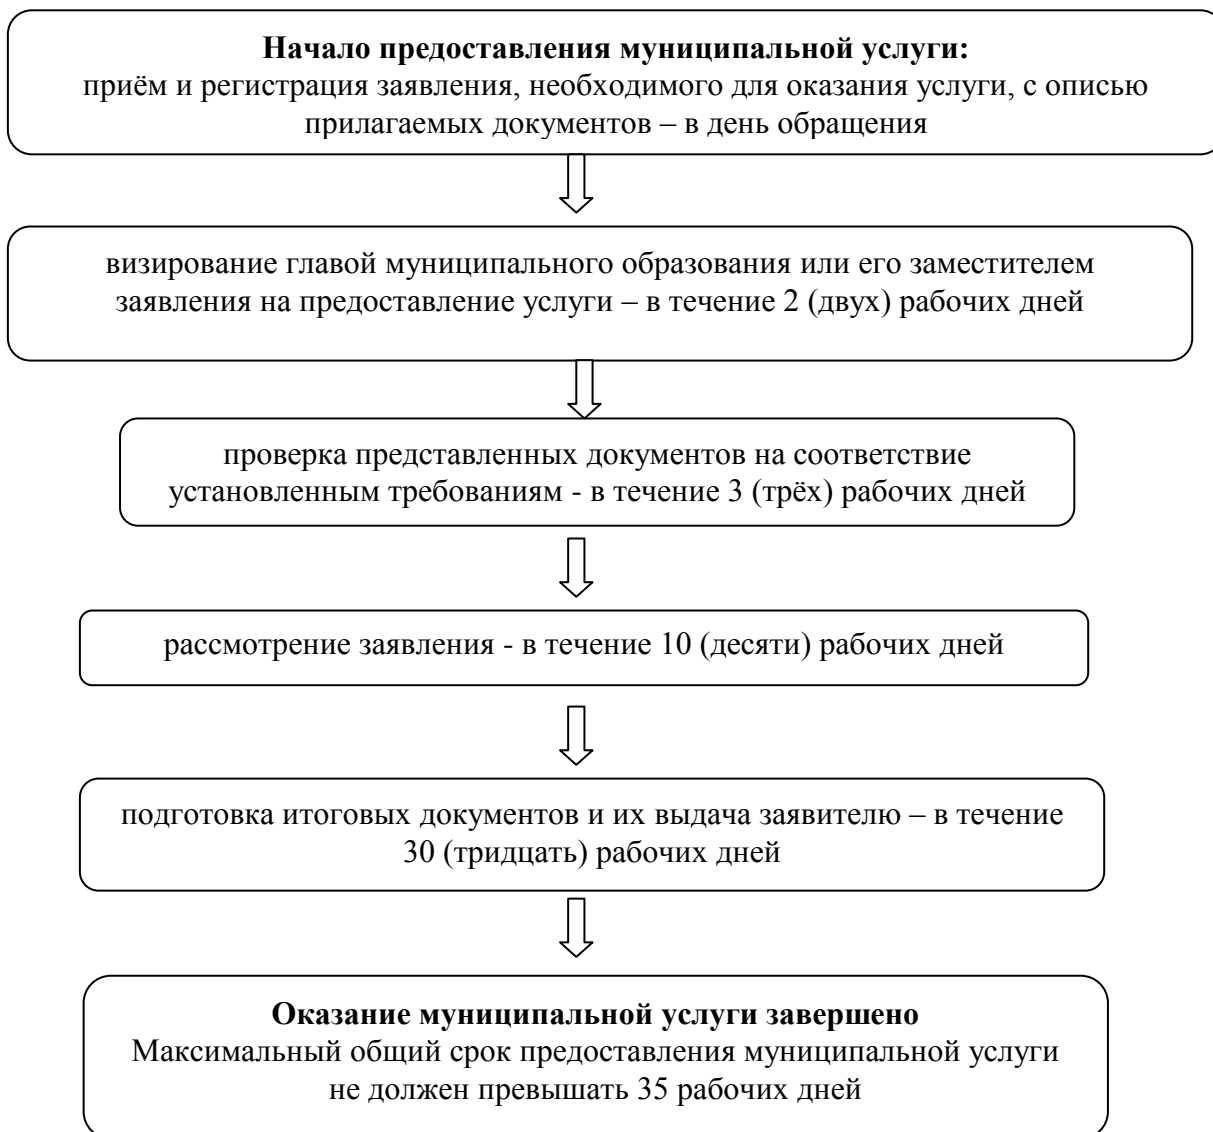 Начало предоставления муниципальной услуги:
приём и регистрация заявления, необходимого для оказания услуги, с описью
прилагаемых документов – в день обращения
визирование главой муниципального образования или его заместителем
заявления на предоставление услуги – в течение 2 (двух) рабочих дней
проверка представленных документов на соответствие
установленным требованиям - в течение 3 (трёх) рабочих дней
рассмотрение заявления - в течение 10 (десяти) рабочих дней
подготовка итоговых документов и их выдача заявителю – в течение
30 (тридцать) рабочих дней
Оказание муниципальной услуги завершено
Максимальный общий срок предоставления муниципальной услуги
не должен превышать 35 рабочих дней